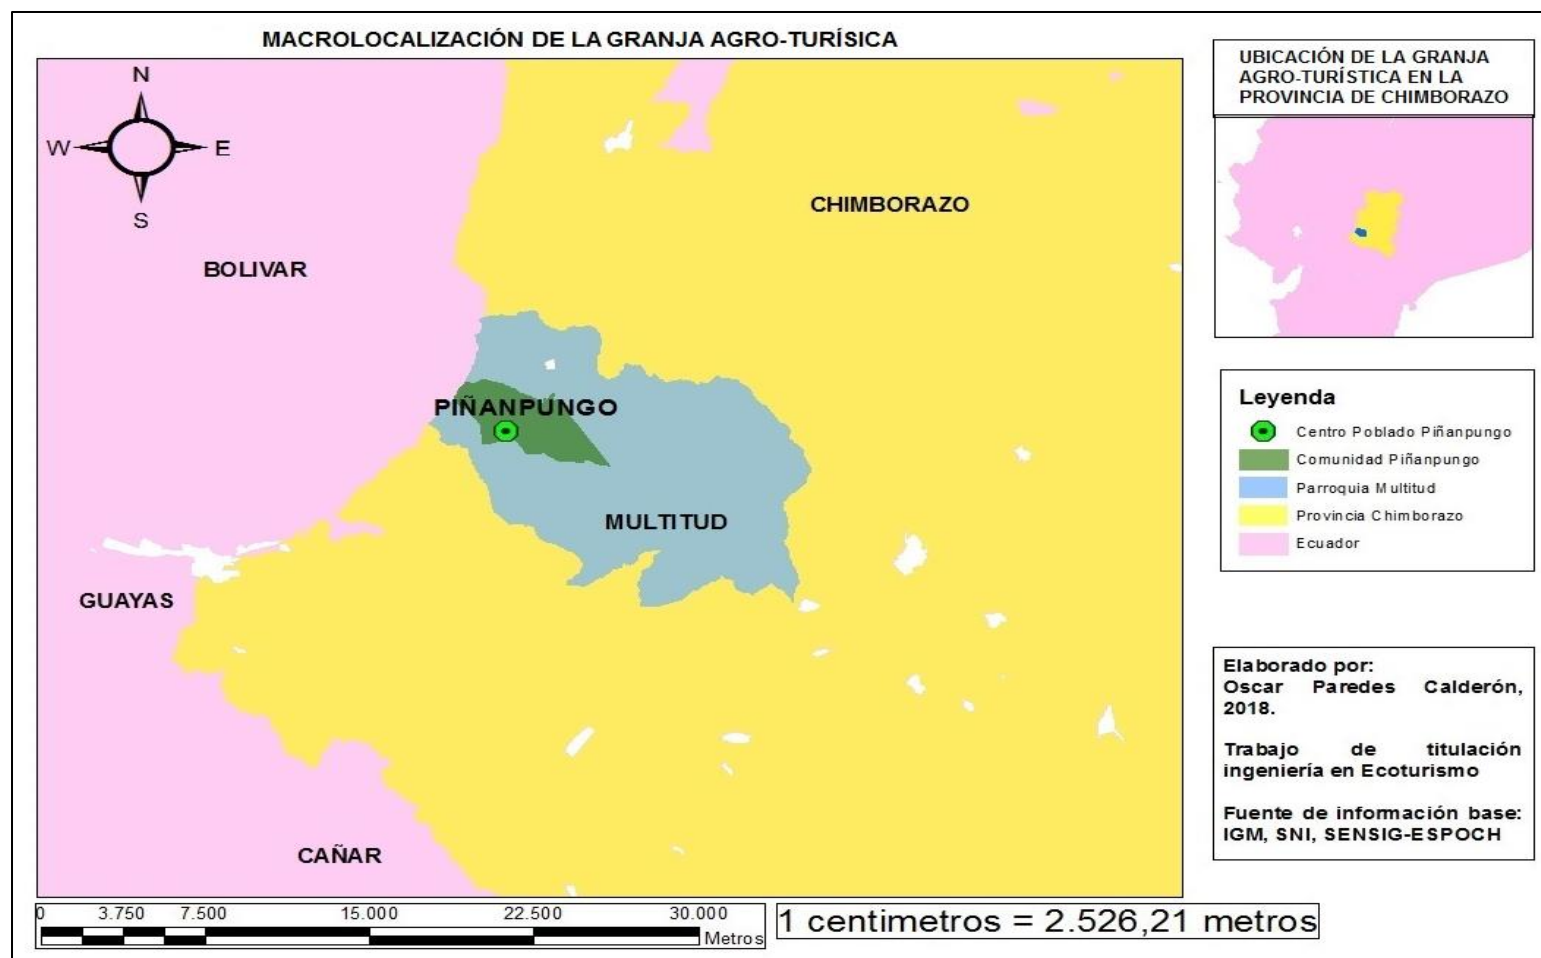 MACROLOCALIZACIÓN DE LA GRANJA AGRO-TURÍSICA
N
W
E
S
BOLIVAR
CHIMBORAZO
PIÑANPUNGO
MULTITUD
GUAYAS
CAÑAR
0 3.750 7.500 15.000 22.500 30.000
Metros
1 centimetros = 2.526,21 metros
UBICACIÓN DE LA GRANJA
AGRO-TURÍSTICA EN LA
PROVINCIA DE CHIMBORAZO
Leyenda
Centro Poblado Piñanpungo
Comunidad Piñanpungo
Parroquia Multitud
Provincia Chimborazo
Ecuador
Elaborado por:
Oscar Paredes Calderón,
2018.
Trabajo de titulación
ingeniería en Ecoturismo
Fuente de información base:
IGM, SNI, SENSIG-ESPOCH